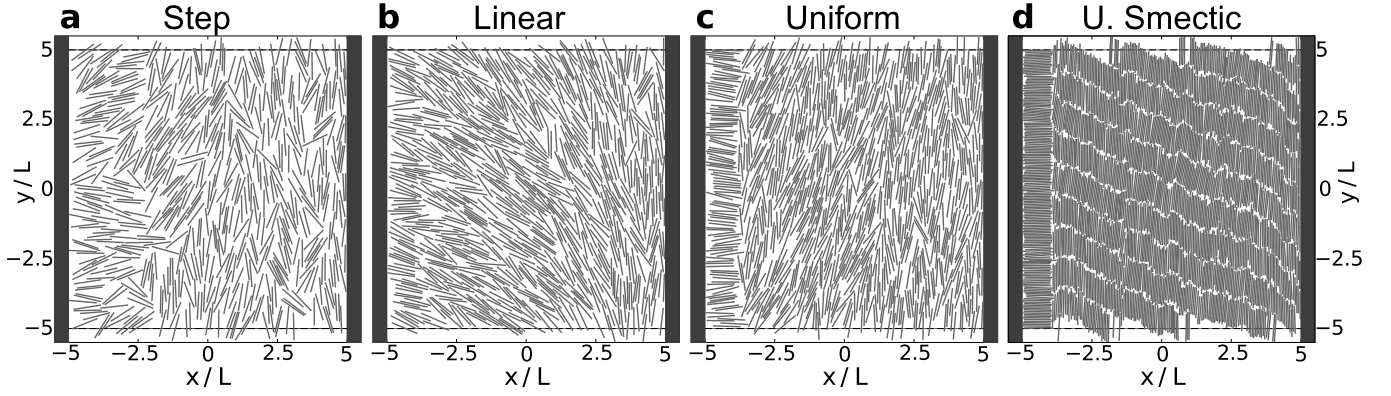 a Step b Linear c Uniform d U. Smectic
5 5
2.5 2.5
0 0
−2.5 −2.5
−5 −5
y / L y / L
−5 −2.5 0 2.5 5 −5 −2.5 0 2.5 5 −5 −2.5 0 2.5 5 −5 −2.5 0 2.5 5
x / L x / L x / L x / L